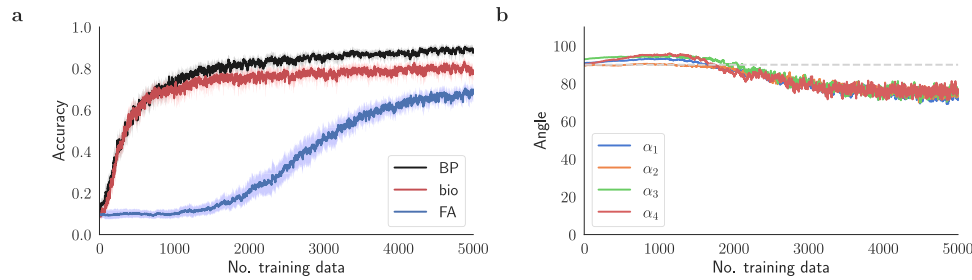 a
1.0
0.8
0.6
0.4
0.2
0.0
Accuracy
BP
bio
FA
0 1000 2000 3000 4000 5000
No. training data
b
100
80
60
40
20
0
Angle
α1
α2
α3
α4
0 1000 2000 3000 4000 5000
No. training data